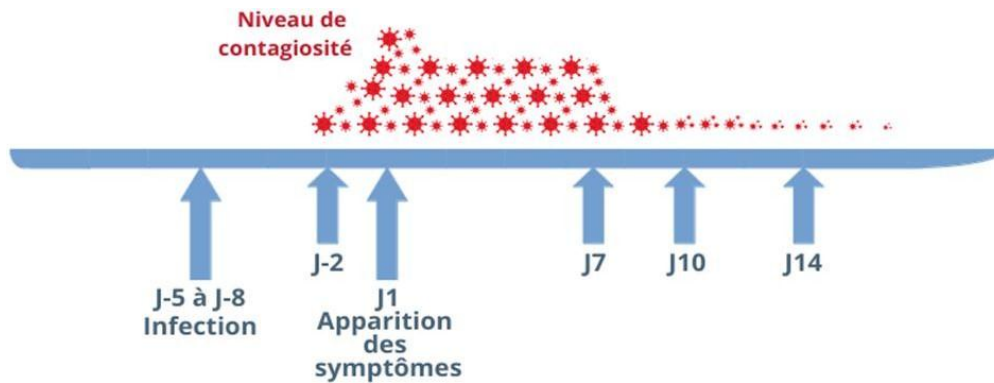 Niveau de
contagiosité
J-2
J7
J10
J14
J-5 à J-8
Infection
J1
Apparition
des
symptômes